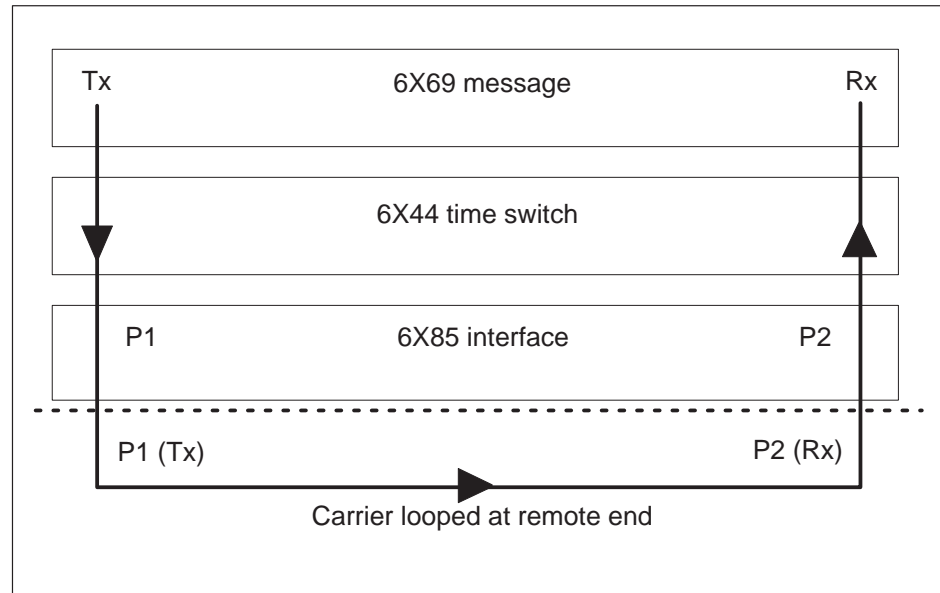 Tx 6X69 message Rx
6X44 time switch
P1 6X85 interface P2
P1 (Tx) P2 (Rx)
Carrier looped at remote end